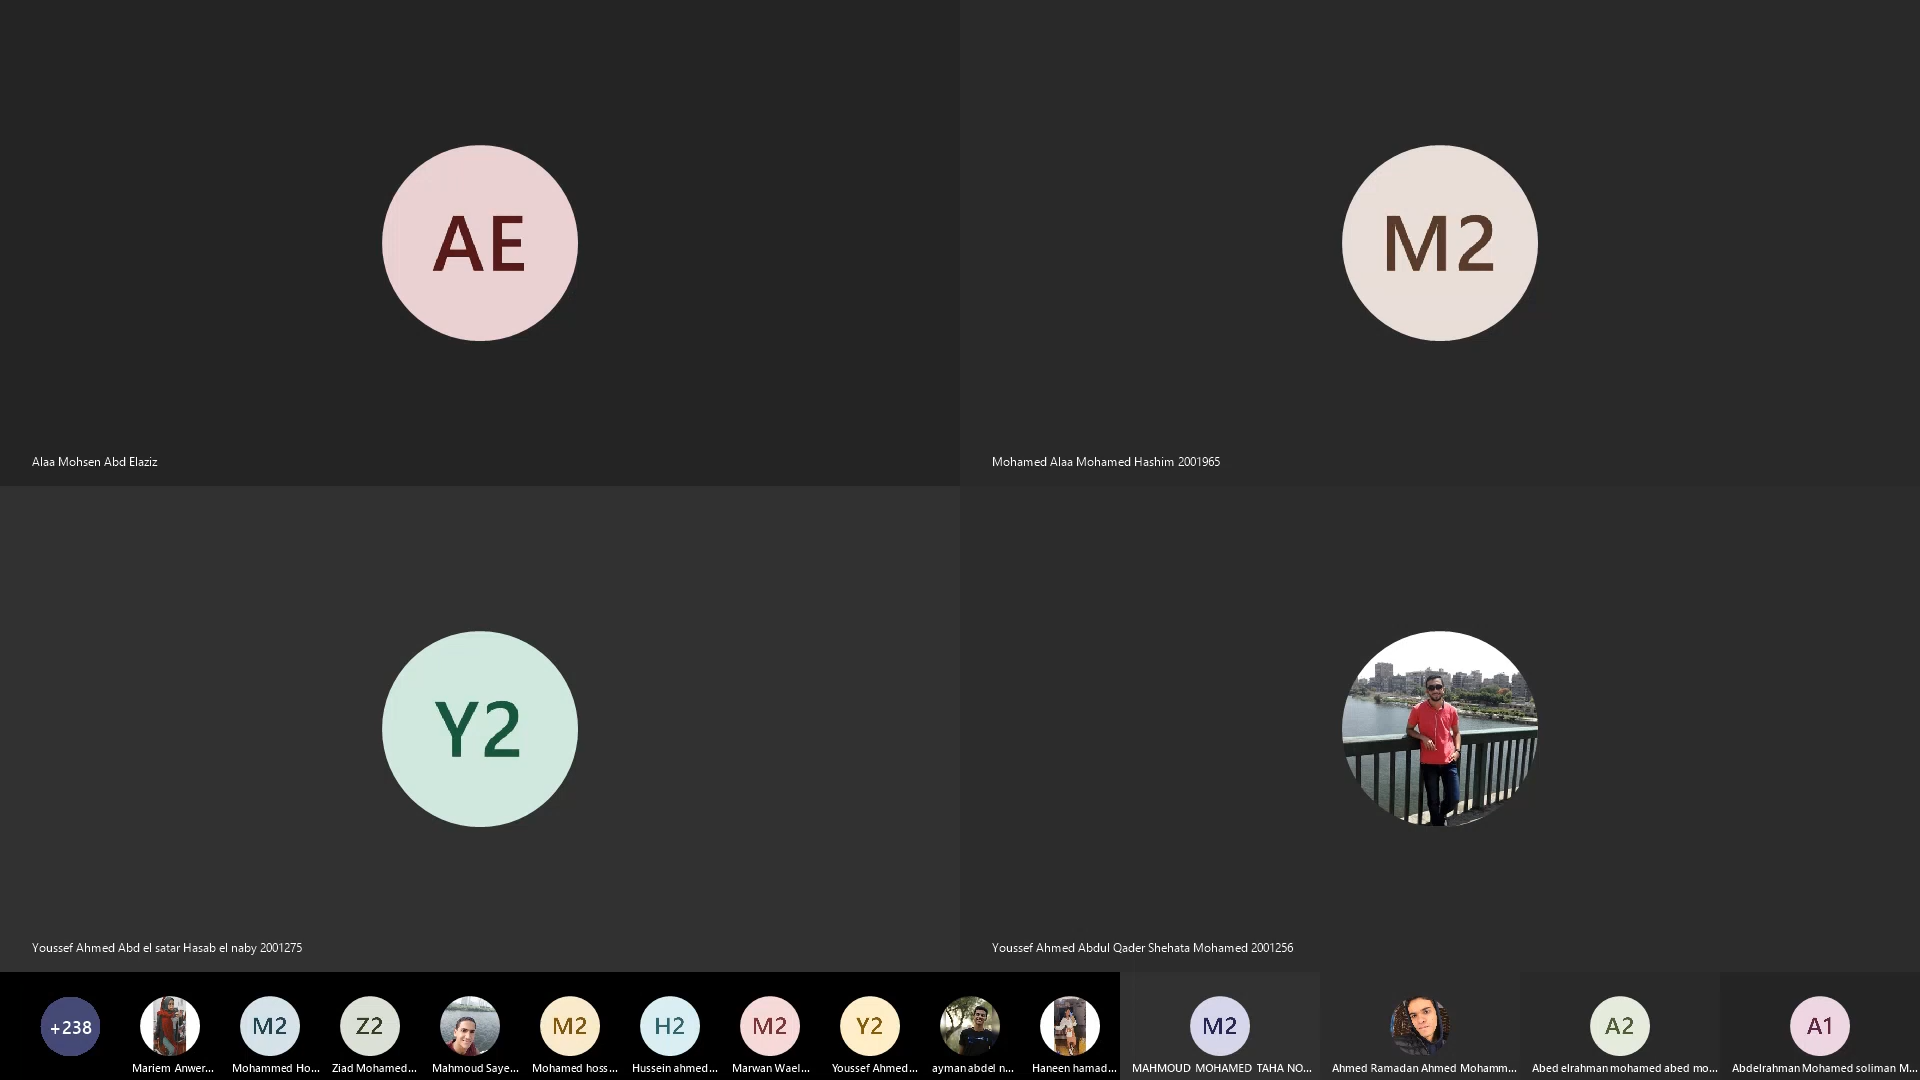 AE
M2
Alaa Mohsen Abd Elaziz
Mohamed Alaa Mohamed Hashim 2001965
Y2
Youssef Ahmed Abd el satar Hasab el naby 2001275
Youssef Ahmed Abdul Qader Shehata Mohamed 2001256
+238
M2
Z2
M2
H2
M2
Y2
M2
A2
A1
Mariem Anwer...
Mohammed Ho...
Ziad Mohamed...
Mahmoud Saye...
Mohamed hoss...
Hussein ahmed...
Marwan Wael...
Youssef Ahmed...
ayman abdel n...
Haneen hamad...
MAHMOUD MOHAMED TAHA NO...
Ahmed Ramadan Ahmed Mohamm...
Abed elrahman mohamed abed mo...
Abdelrahman Mohamed soliman M...